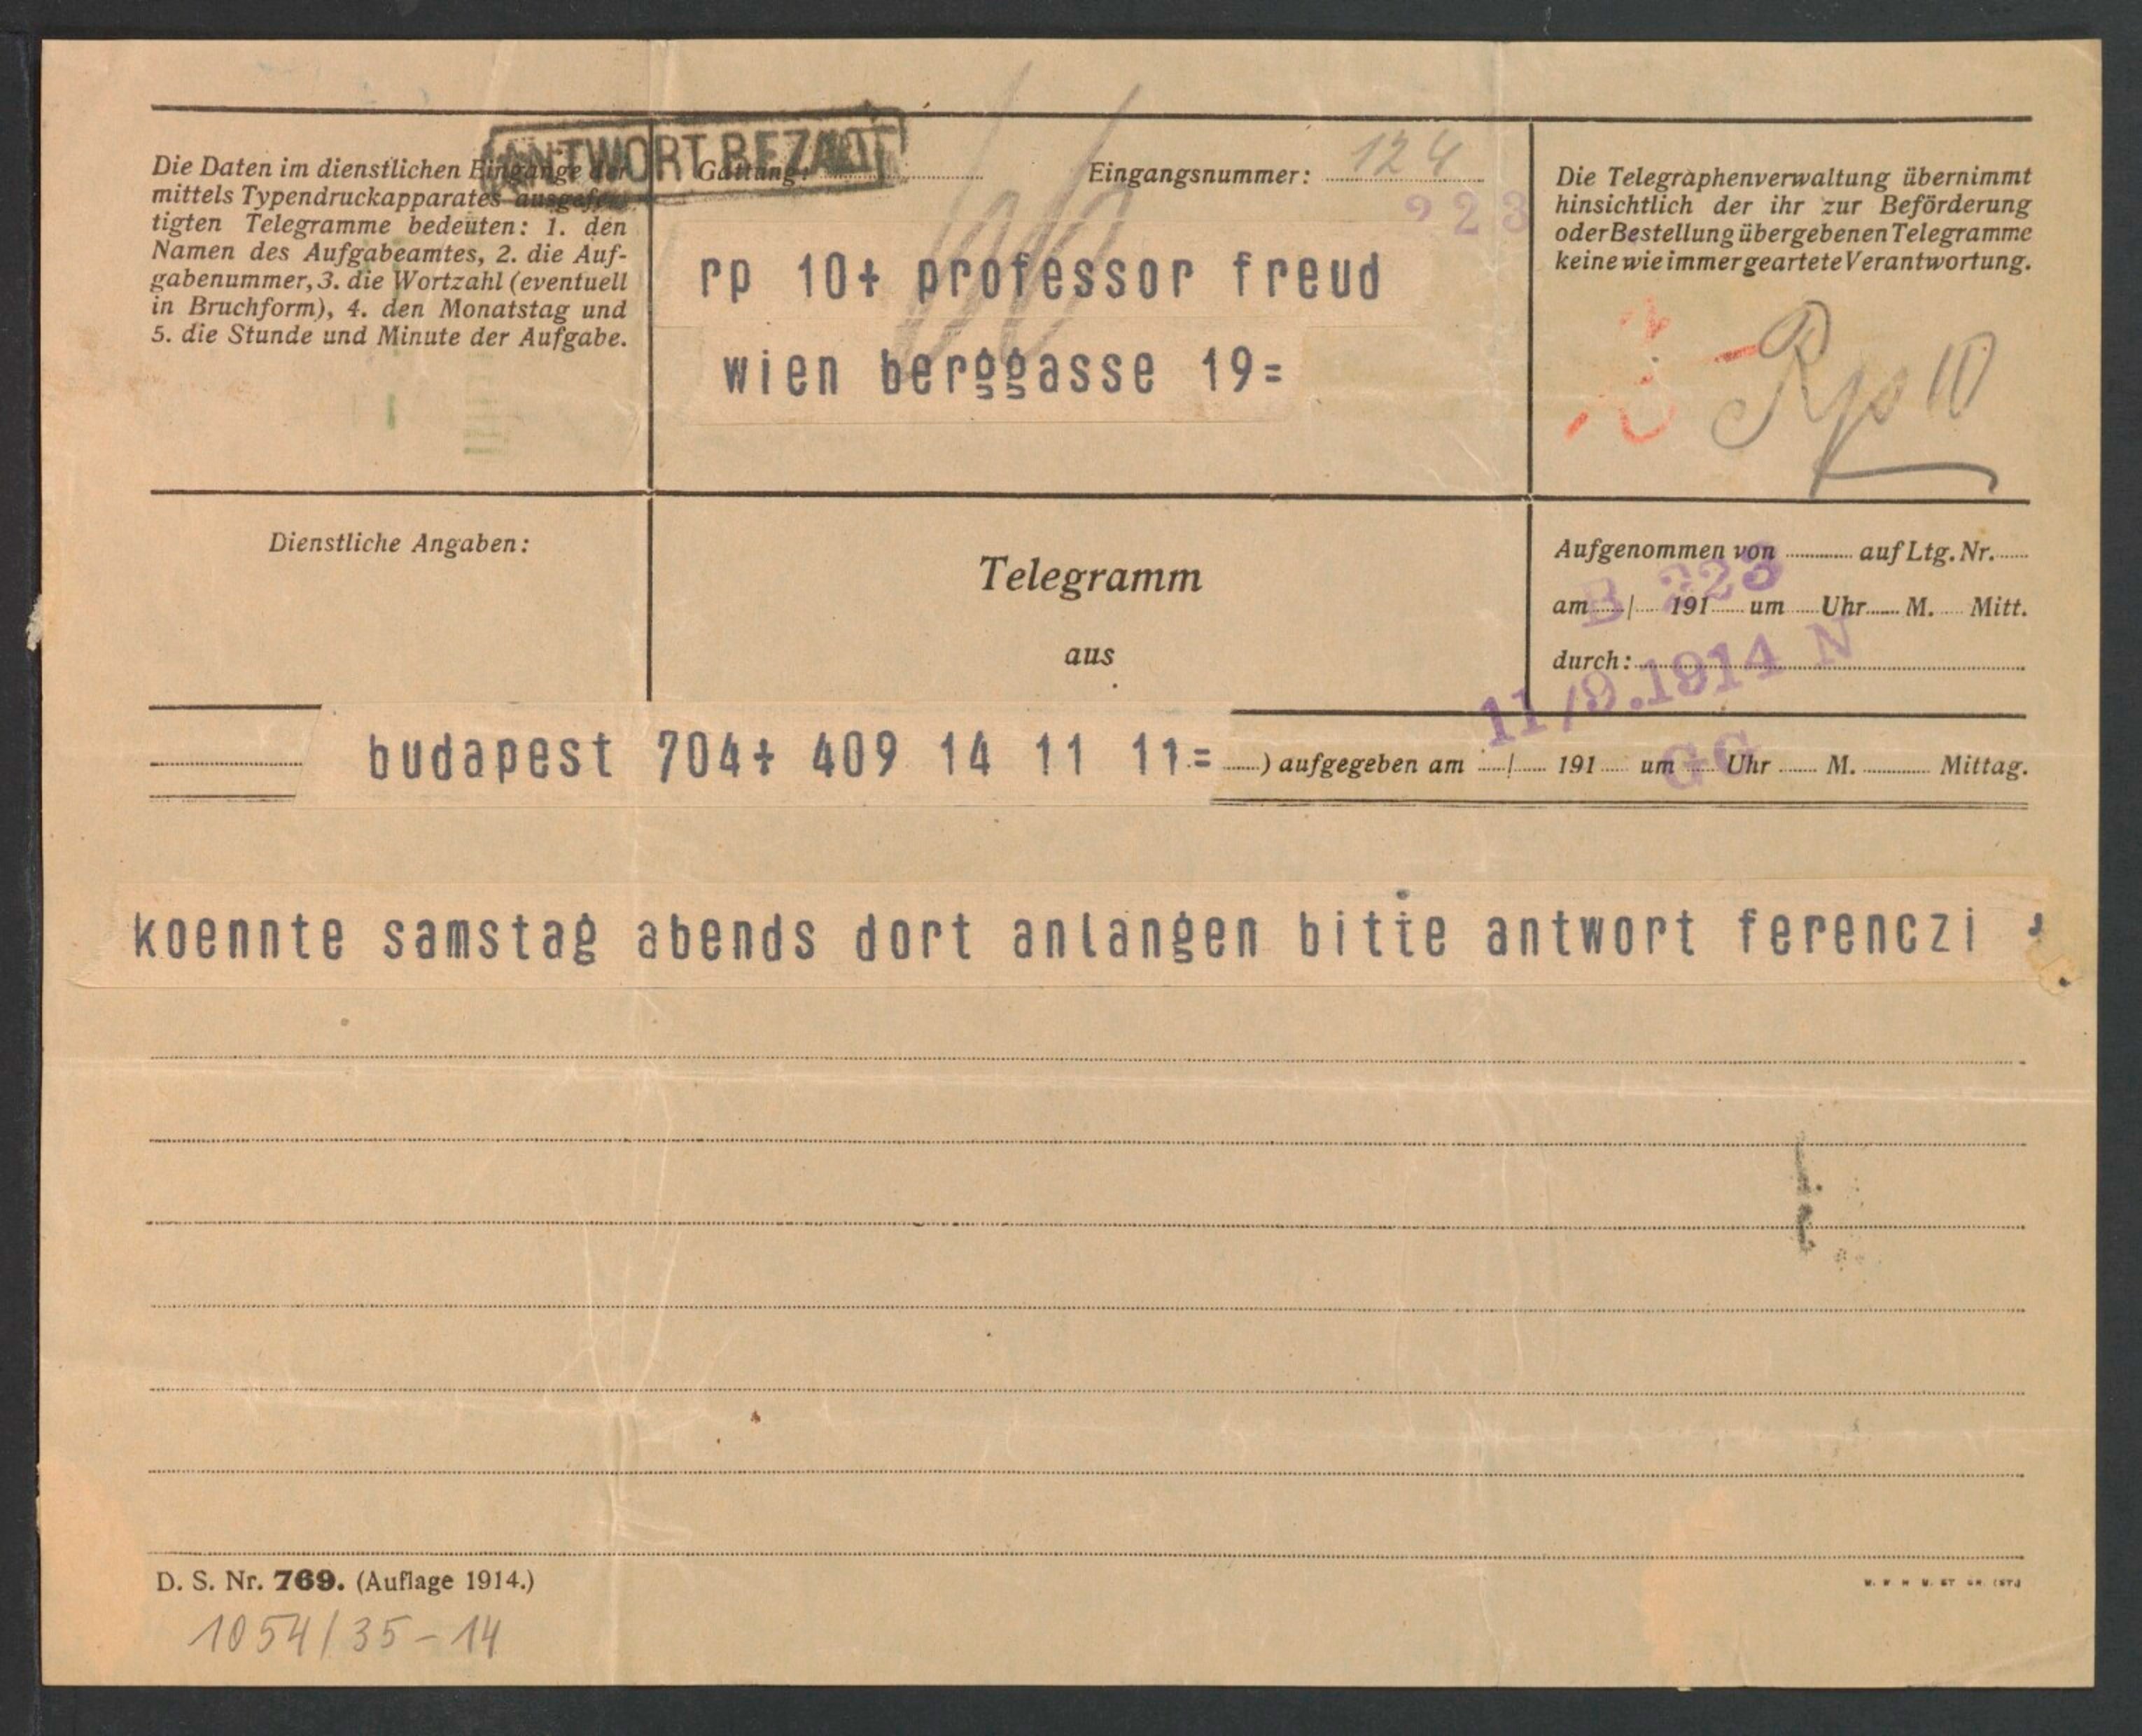 ANTWORT BEZAHLT
Die Daten im dienstlichen Eingange der
mittels Typendruckapparates ausgefer-
tigten Telegramme bedeuten: 1. den
Namen des Aufgabeamtes, 2. die Auf-
gabenummer, 3. die Wortzahl (eventuell
in Bruchform), 4. den Monatstag und
5. die Stunde und Minute der Aufgabe.
Gattung:
Eingangsnummer: 124
223
rp 10+ professor freud
wien berggasse 19=
Die Telegraphenverwaltung übernimmt
hinsichtlich der ihr zur Beförderung
oder Bestellung übergebenen Telegramme
keine wie immer geartete Verantwortung.
Rp 10
Dienstliche Angaben:
Telegramm
aus
Aufgenommen von auf Ltg. Nr.
am / 191 um Uhr M. Mitt.
durch:
B 223
11/9.1914 N
GG
budapest 704+ 409 14 11 11=
) aufgegeben am / 191 um Uhr M. Mittag.
koennte samstag abends dort anlangen bitte antwort ferenczi
D. S. Nr. 769. (Auflage 1914.)
1054/35-14